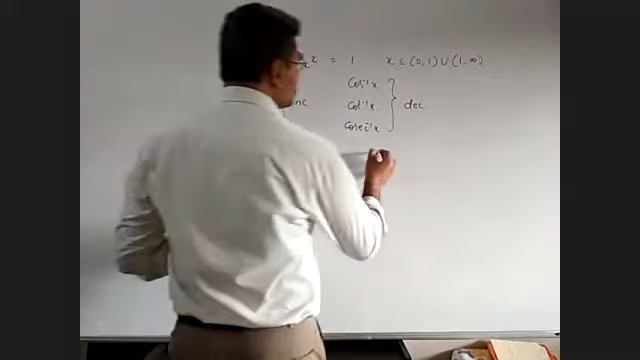 x = 1 x ∈ (0,1) ∪ (1,∞)
Cos⁻¹x
inc Cot⁻¹x } dec
Cosec⁻¹x